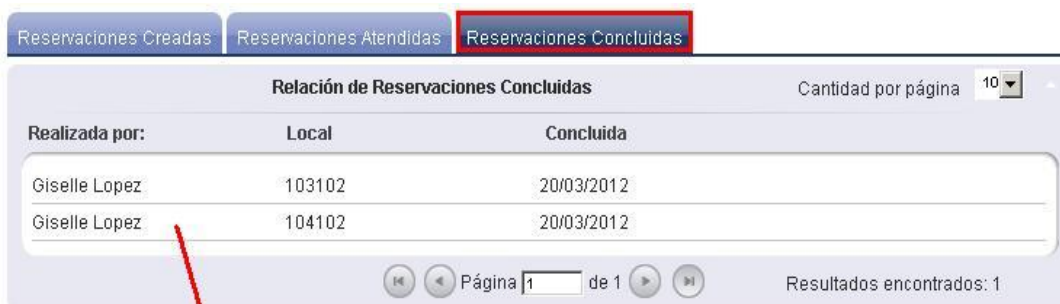 Reservaciones Creadas Reservaciones Atendidas Reservaciones Concluidas
Relación de Reservaciones Concluidas Cantidad por página 10
Realizada por: Local Concluida
Giselle Lopez 103102 20/03/2012
Giselle Lopez 104102 20/03/2012
Página 1 de 1 Resultados encontrados: 1